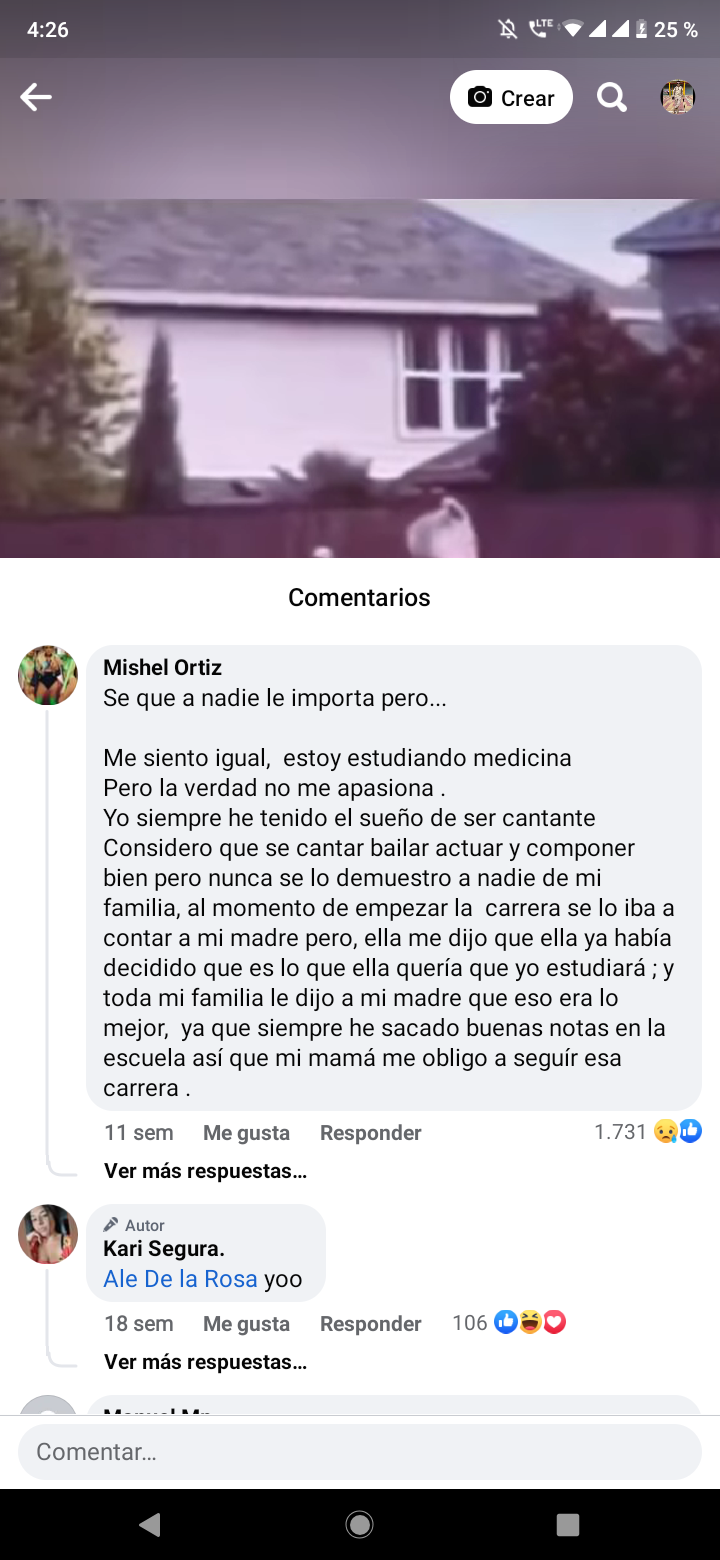 4:26
LTE
25 %
Crear
Comentarios
Mishel Ortiz
Se que a nadie le importa pero...
Me siento igual,  estoy estudiando medicina
Pero la verdad no me apasiona .
Yo siempre he tenido el sueño de ser cantante
Considero que se cantar bailar actuar y componer
bien pero nunca se lo demuestro a nadie de mi
familia, al momento de empezar la  carrera se lo iba a
contar a mi madre pero, ella me dijo que ella ya había
decidido que es lo que ella quería que yo estudiará ; y
toda mi familia le dijo a mi madre que eso era lo
mejor,  ya que siempre he sacado buenas notas en la
escuela así que mi mamá me obligo a seguír esa
carrera .
11 sem Me gusta Responder 1.731
Ver más respuestas...
Autor
Kari Segura.
Ale De la Rosa yoo
18 sem Me gusta Responder 106
Ver más respuestas...
Comentar...